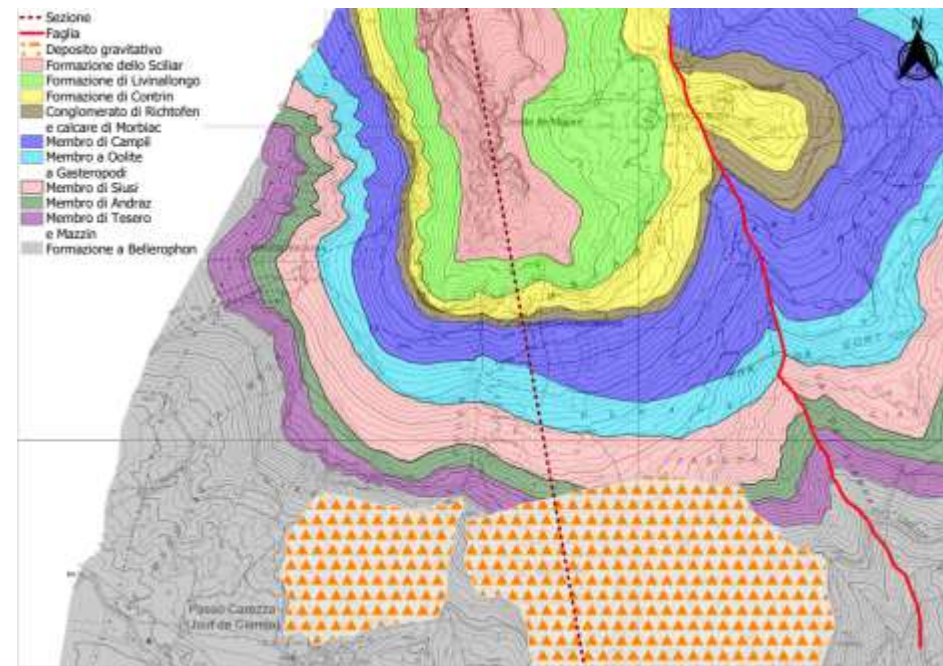 Sezione
Faglia
Deposito gravitativo
Formazione dello Sciliar
Formazione di Livinallongo
Formazione di Contrin
Conglomerato di Richtofen
e calcare di Morbiac
Membro di Campil
Membro a Oolite
a Gasteropodi
Membro di Siusi
Membro di Andraz
Membro di Tesero
e Mazzin
Formazione a Bellerophon
N
Passo Carezza